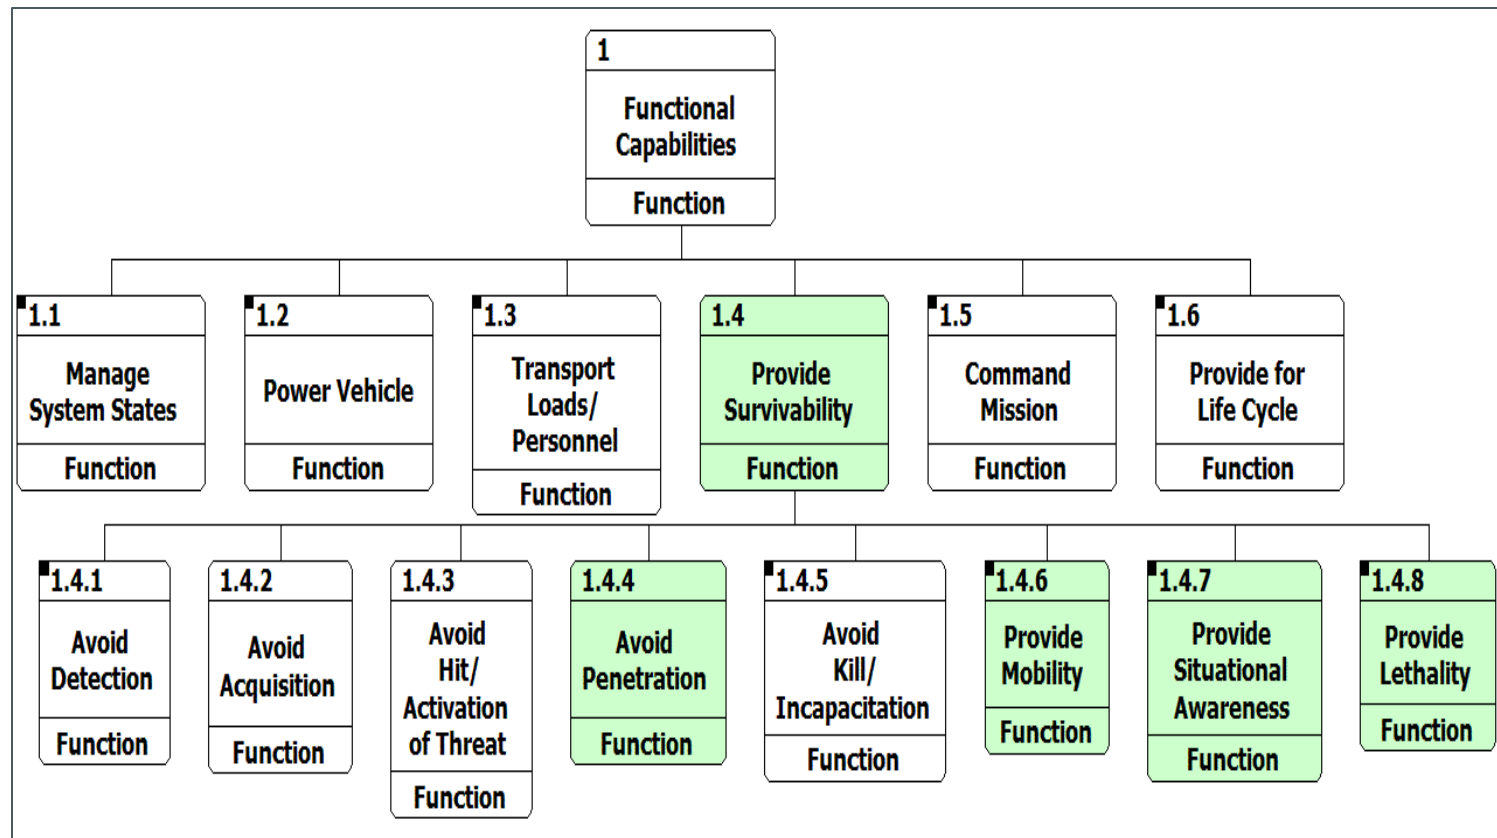 1
Functional
Capabilities
Function
1.1
Manage
System States
Function
1.2
Power Vehicle
Function
1.3
Transport
Loads/
Personnel
Function
1.4
Provide
Survivability
Function
1.5
Command
Mission
Function
1.6
Provide for
Life Cycle
Function
1.4.1
Avoid
Detection
Function
1.4.2
Avoid
Acquisition
Function
1.4.3
Avoid
Hit/
Activation
of Threat
Function
1.4.4
Avoid
Penetration
Function
1.4.5
Avoid
Kill/
Incapacitation
Function
1.4.6
Provide
Mobility
Function
1.4.7
Provide
Situational
Awareness
Function
1.4.8
Provide
Lethality
Function